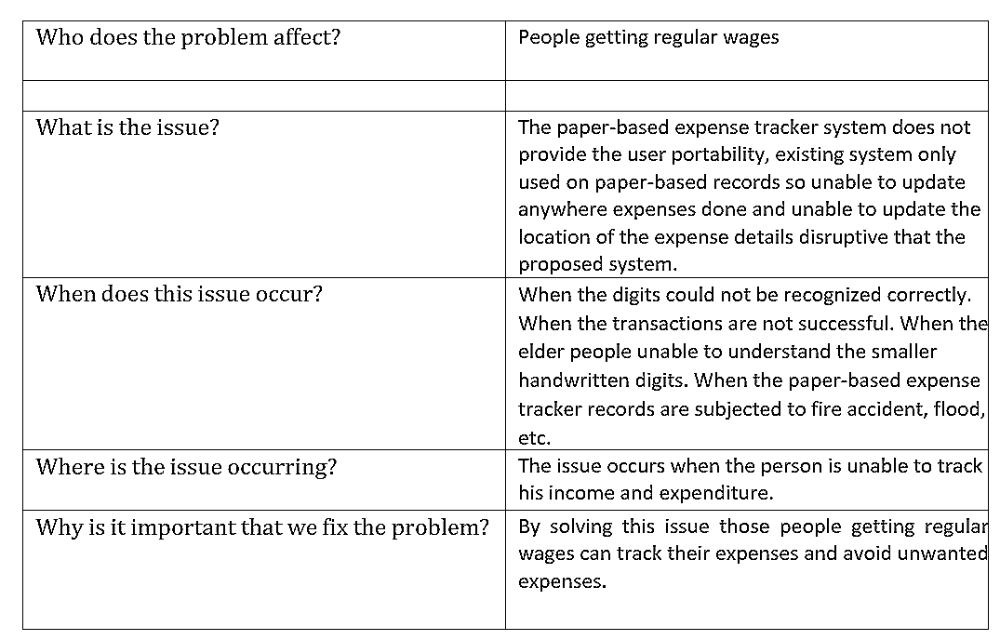 Who does the problem affect?
People getting regular wages
What is the issue?
The paper-based expense tracker system does not
provide the user portability, existing system only
used on paper-based records so unable to update
anywhere expenses done and unable to update the
location of the expense details disruptive that the
proposed system.
When does this issue occur?
When the digits could not be recognized correctly.
When the transactions are not successful. When the
elder people unable to understand the smaller
handwritten digits. When the paper-based expense
tracker records are subjected to fire accident, flood,
etc.
Where is the issue occurring?
The issue occurs when the person is unable to track
his income and expenditure.
Why is it important that we fix the problem?
By solving this issue those people getting regular
wages can track their expenses and avoid unwanted
expenses.